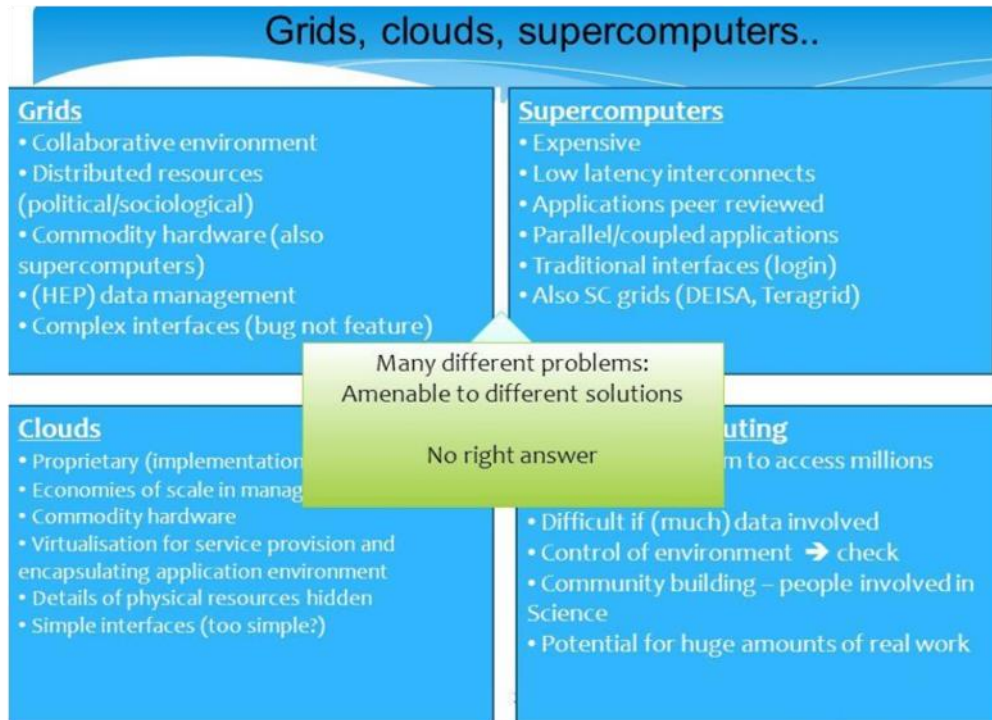 Grids, clouds, supercomputers..
Grids
• Collaborative environment
• Distributed resources
(political/sociological)
• Commodity hardware (also
supercomputers)
• (HEP) data management
• Complex interfaces (bug not feature)
Supercomputers
• Expensive
• Low latency interconnects
• Applications peer reviewed
• Parallel/coupled applications
• Traditional interfaces (login)
• Also SC grids (DEISA, Teragrid)
Many different problems:
Amenable to different solutions
No right answer
Clouds
• Proprietary (implementation
• Economies of scale in
• Commodity hardware
• Virtualisation for service provision and
encapsulating application environment
• Details of physical resources hidden
• Simple interfaces (too simple?)
to access millions
• Difficult if (much) data involved
• Control of environment ➔ check
• Community building – people involved in
Science
• Potential for huge amounts of real work